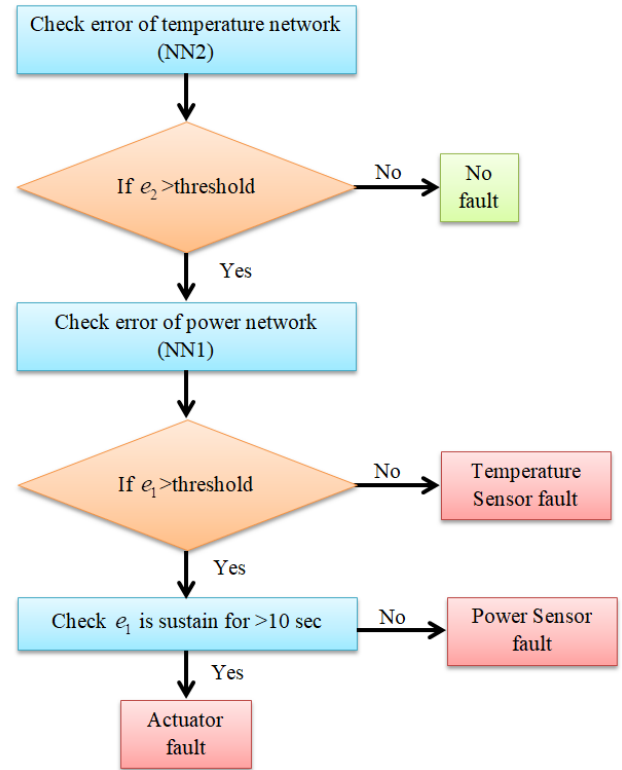 Check error of temperature network
(NN2)
If e₂ >threshold
No
No
fault
Yes
Check error of power network
(NN1)
If e₁ >threshold
No
Temperature
Sensor fault
Yes
Check e₁ is sustain for >10 sec
No
Power Sensor
fault
Yes
Actuator
fault